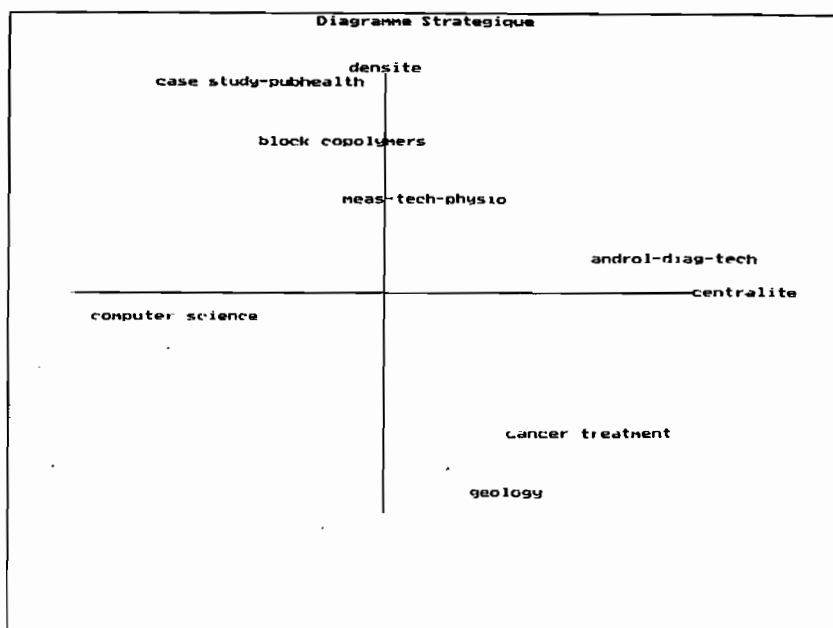 Diagramme Strategique
densite
case study-pubhealth
block copolymers
meas-tech-physio
androl-diag-tech
centralite
computer science
cancer treatment
geology